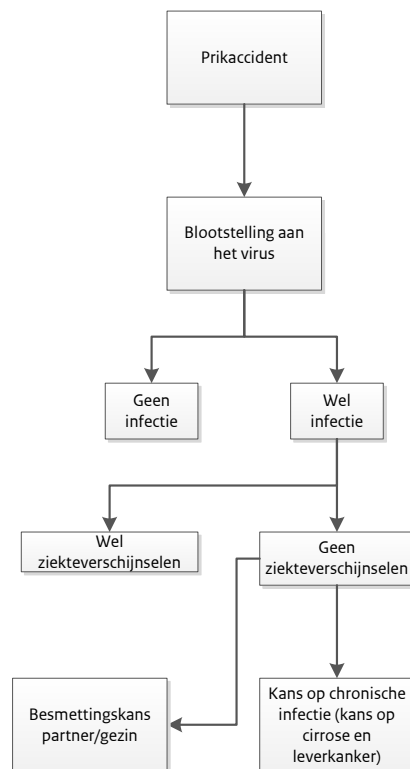 Prikaccident
Blootstelling aan
het virus
Geen
infectie
Wel
infectie
Wel
ziekteverschijnselen
Geen
ziekteverschijnselen
Besmettingskans
partner/gezin
Kans op chronische
infectie (kans op
cirrose en
leverkanker)